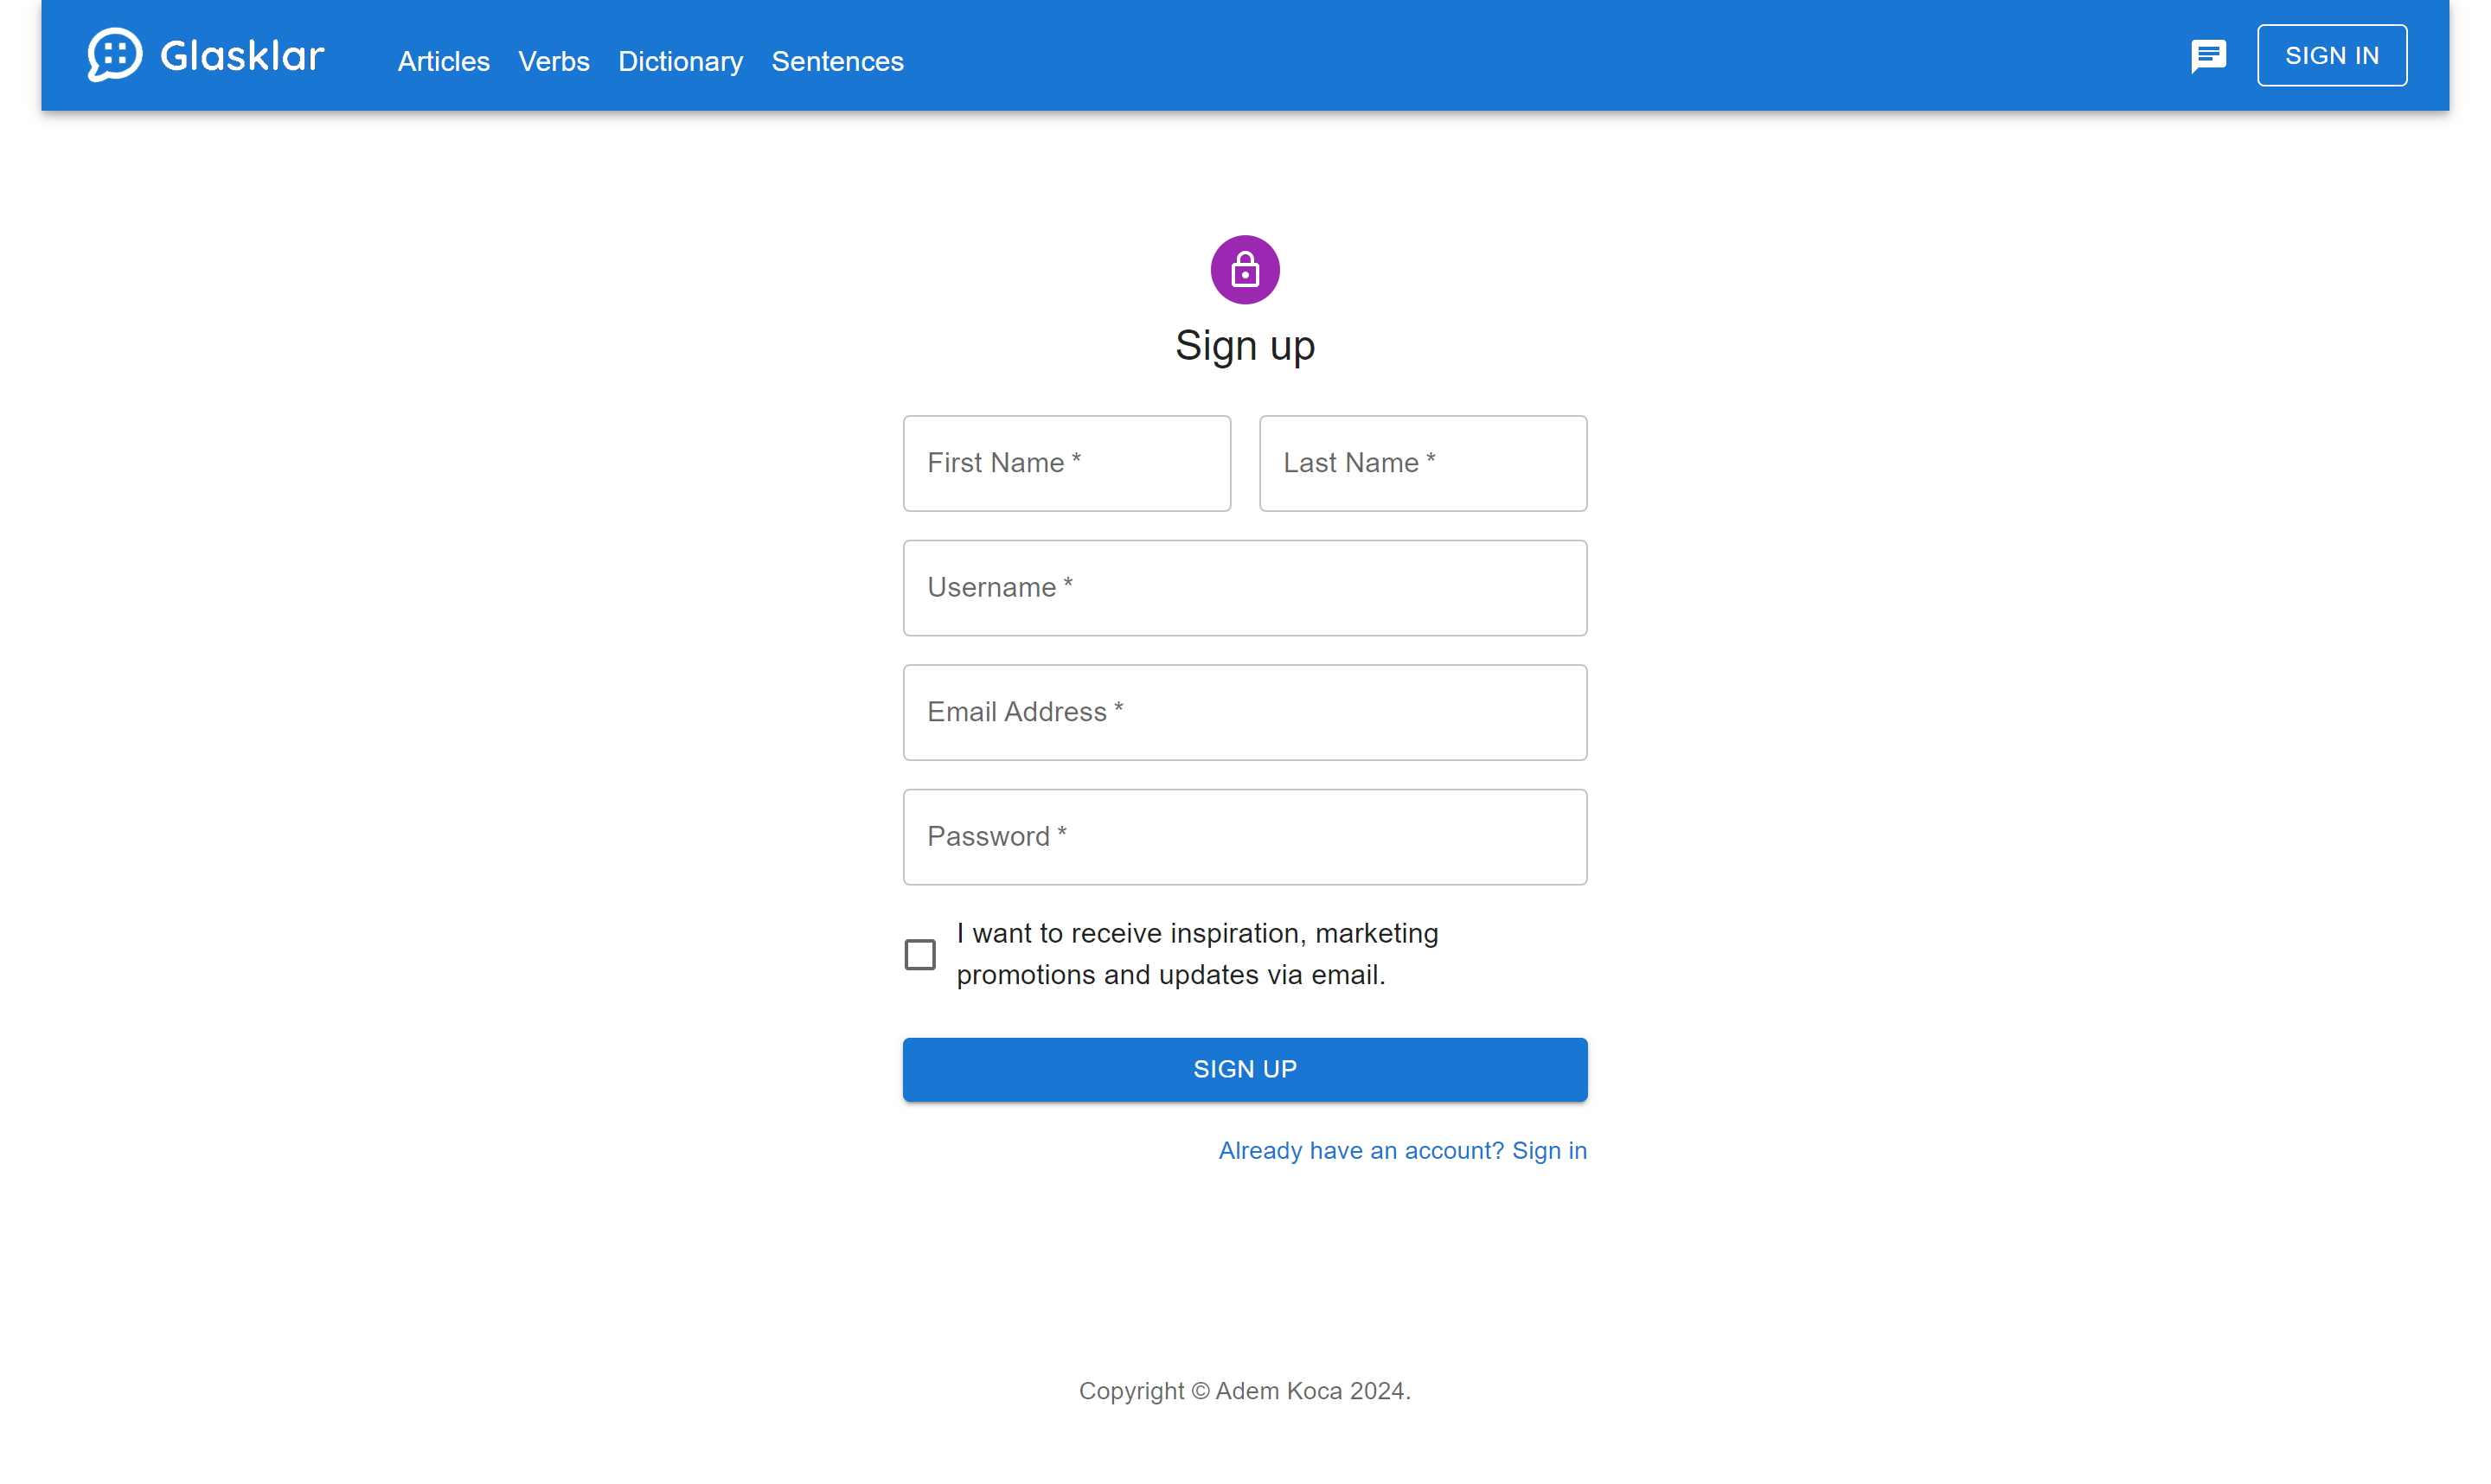 Glasklar
Articles Verbs Dictionary Sentences
SIGN IN
Sign up
First Name *
Last Name *
Username *
Email Address *
Password *
I want to receive inspiration, marketing
promotions and updates via email.
SIGN UP
Already have an account? Sign in
Copyright © Adem Koca 2024.